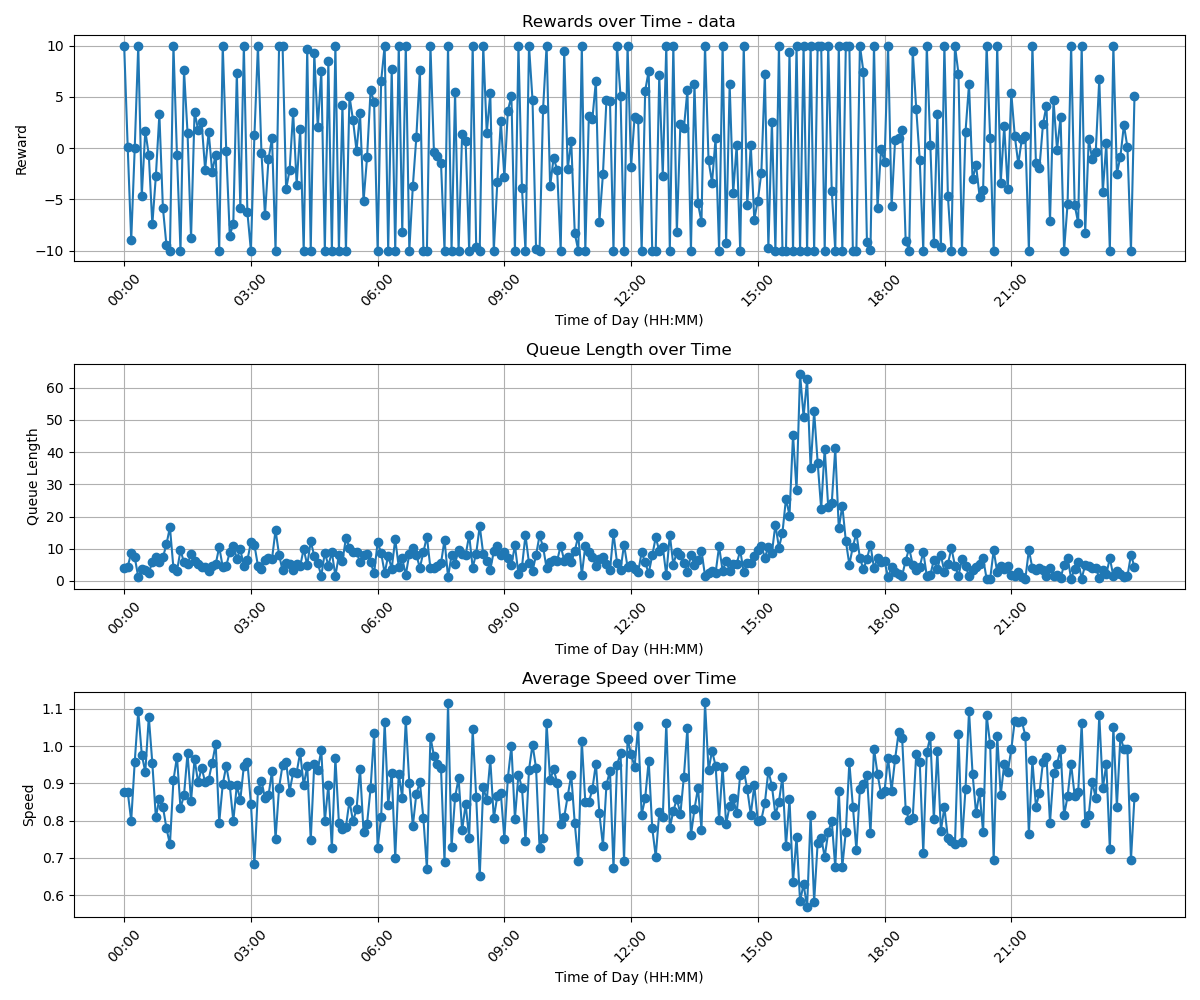 Rewards over Time - data
Reward
10
5
0
−5
−10
00:00 03:00 06:00 09:00 12:00 15:00 18:00 21:00
Time of Day (HH:MM)
Queue Length over Time
Queue Length
60
50
40
30
20
10
0
00:00 03:00 06:00 09:00 12:00 15:00 18:00 21:00
Time of Day (HH:MM)
Average Speed over Time
Speed
1.1
1.0
0.9
0.8
0.7
0.6
00:00 03:00 06:00 09:00 12:00 15:00 18:00 21:00
Time of Day (HH:MM)